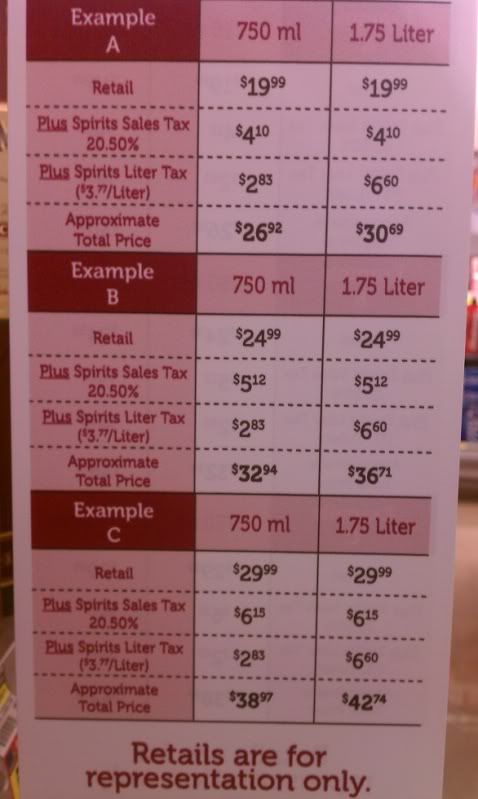 Example A 750 ml 1.75 Liter
Retail $19.99 $19.99
Plus Spirits Sales Tax 20.50% $4.10 $4.10
Plus Spirits Liter Tax ($3.77/Liter) $2.83 $6.60
Approximate Total Price $26.92 $30.69
Example B 750 ml 1.75 Liter
Retail $24.99 $24.99
Plus Spirits Sales Tax 20.50% $5.12 $5.12
Plus Spirits Liter Tax ($3.77/Liter) $2.83 $6.60
Approximate Total Price $32.94 $36.71
Example C 750 ml 1.75 Liter
Retail $29.99 $29.99
Plus Spirits Sales Tax 20.50% $6.15 $6.15
Plus Spirits Liter Tax ($3.77/Liter) $2.83 $6.60
Approximate Total Price $38.97 $42.74
Retails are for
representation only.